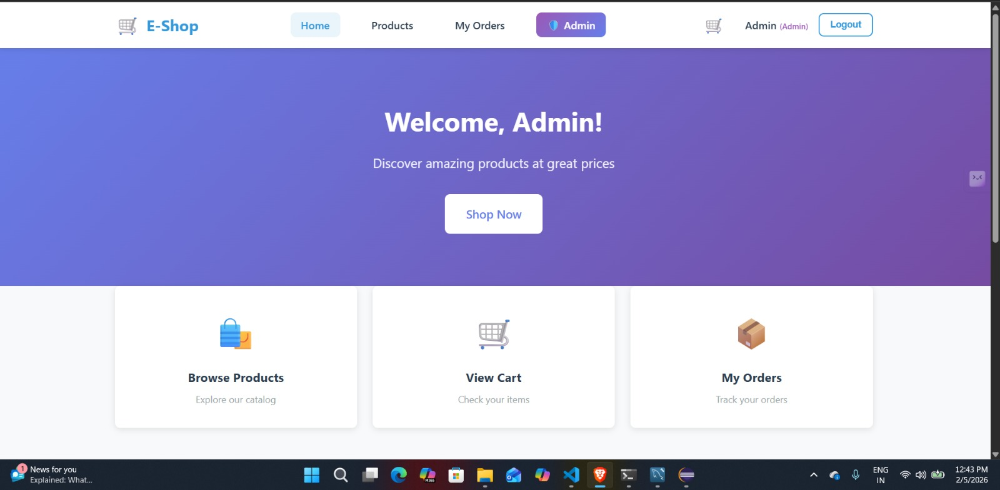 E-Shop
Home
Products
My Orders
Admin
Admin (Admin)
Logout
Welcome, Admin!
Discover amazing products at great prices
Shop Now
Browse Products
Explore our catalog
View Cart
Check your items
My Orders
Track your orders
1
News for you
Explained: What...
M365
ENG
IN
12:43 PM
2/5/2026